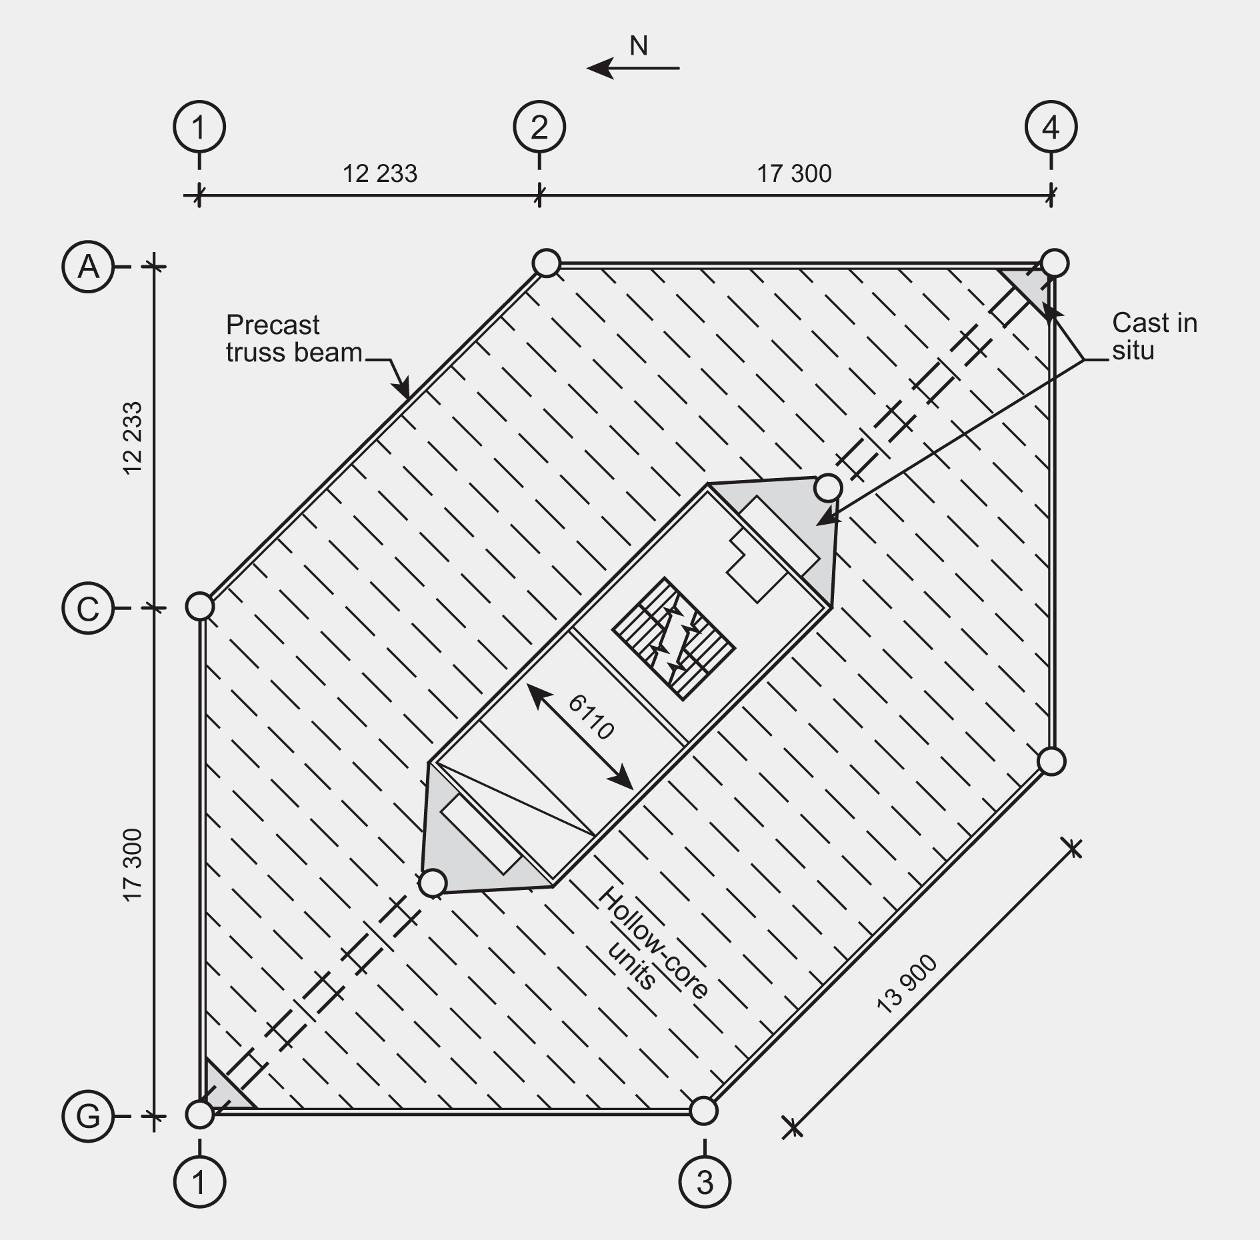 N
1
2
4
12 233
17 300
A
Precast
truss beam
Cast in
situ
12 233
C
6110
17 300
Hollow-core
units
13 900
G
1
3